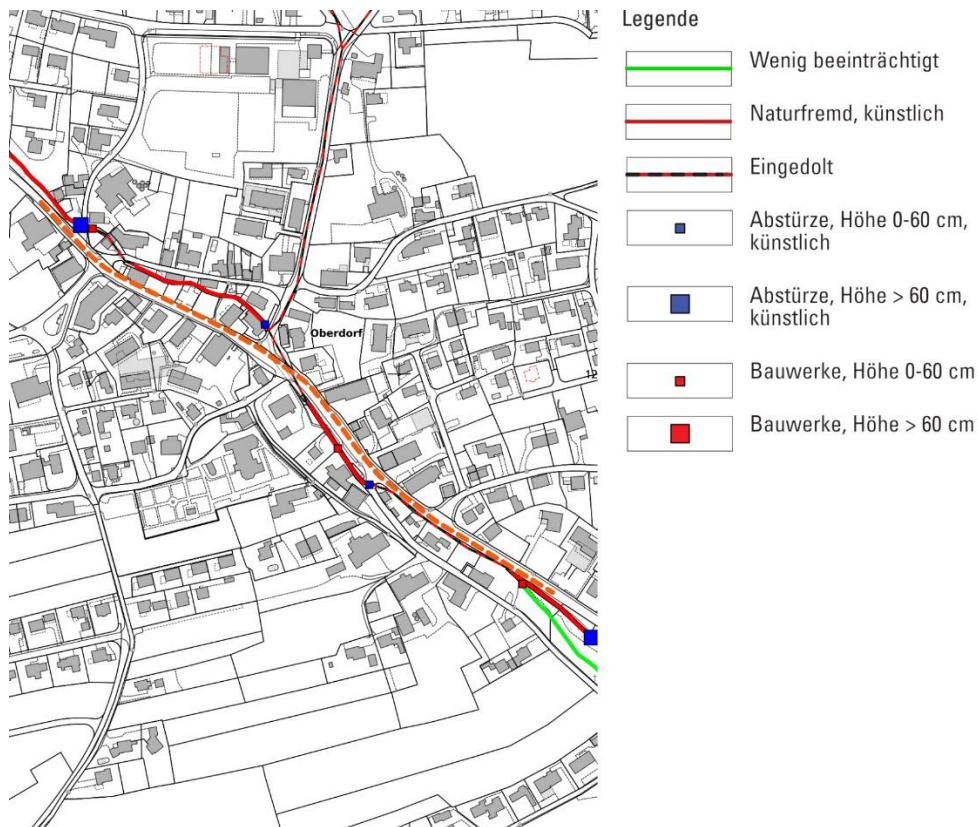 Legende
Wenig beeinträchtigt
Naturfremd, künstlich
Eingedolt
Abstürze, Höhe 0-60 cm,
künstlich
Abstürze, Höhe > 60 cm,
künstlich
Bauwerke, Höhe 0-60 cm
Bauwerke, Höhe > 60 cm
Oberdorf
12